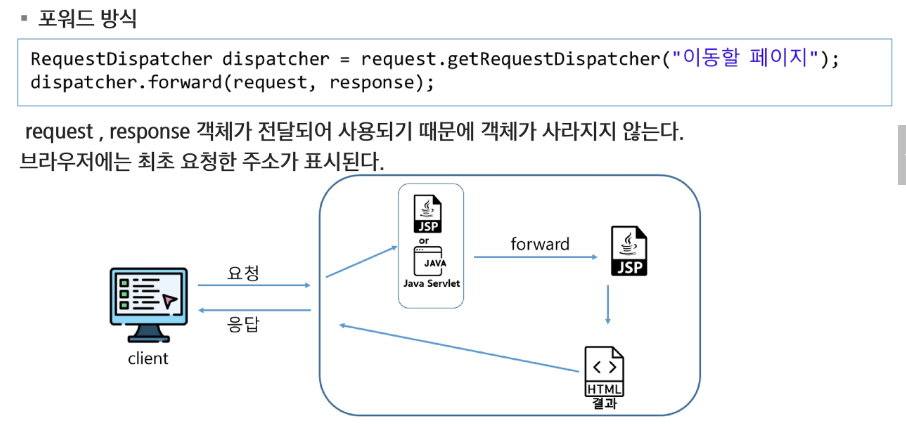 ▪ 포워드 방식
RequestDispatcher dispatcher = request.getRequestDispatcher("이동할 페이지");
dispatcher.forward(request, response);
request , response 객체가 전달되어 사용되기 때문에 객체가 사라지지 않는다.
브라우저에는 최초 요청한 주소가 표시된다.
JSP
or
JAVA
Java Servlet
forward
JSP
요청
응답
client
HTML
결과